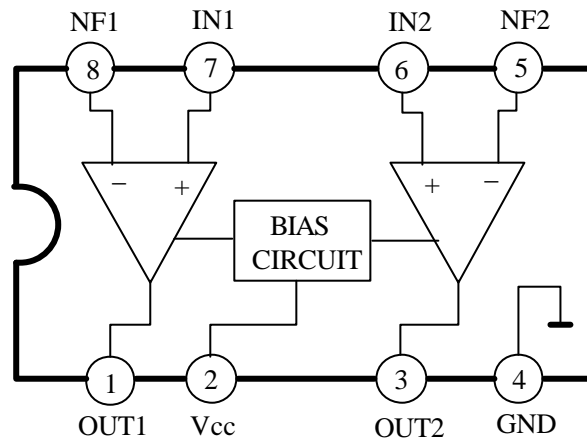 NF1 IN1 IN2 NF2
8 7 6 5
− + + −
BIAS
CIRCUIT
1 2 3 4
OUT1 Vcc OUT2 GND